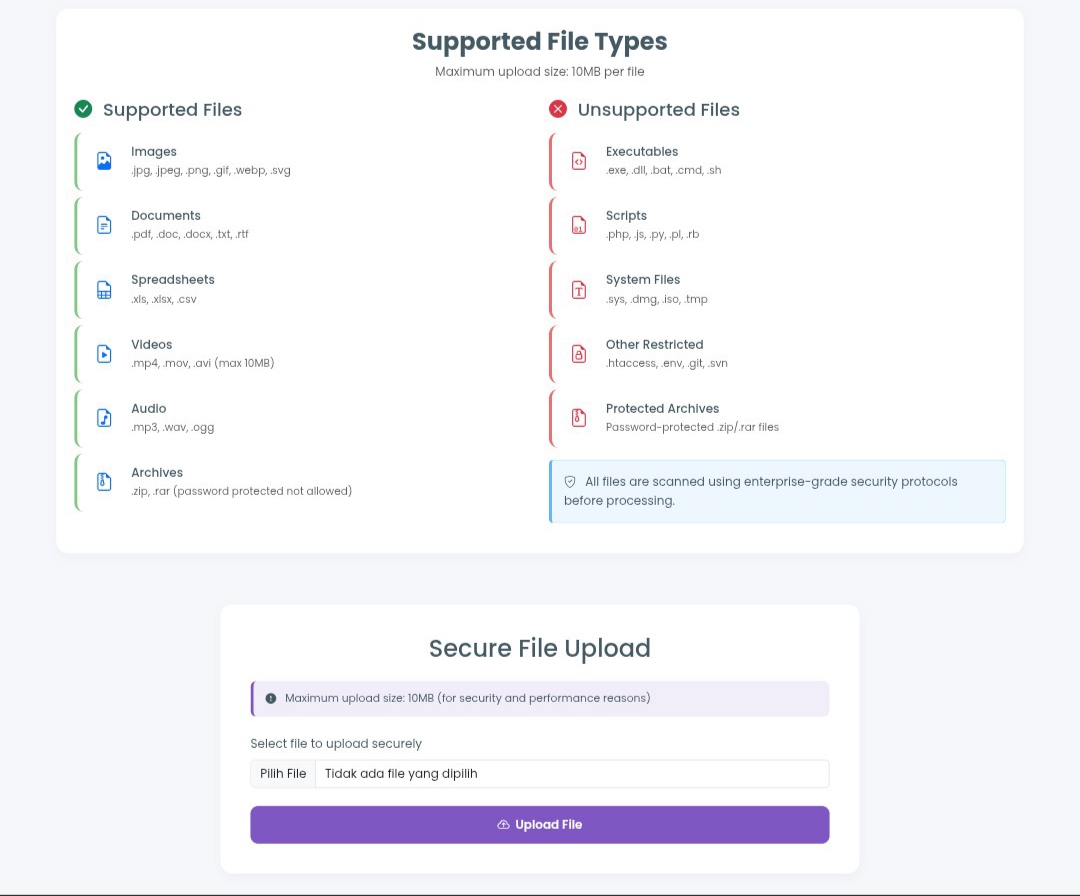 Supported File Types
Maximum upload size: 10MB per file
Supported Files
Images
.jpg, .jpeg, .png, .gif, .webp, .svg
Documents
.pdf, .doc, .docx, .txt, .rtf
Spreadsheets
.xls, .xlsx, .csv
Videos
.mp4, .mov, .avi (max 10MB)
Audio
.mp3, .wav, .ogg
Archives
.zip, .rar (password protected not allowed)
Unsupported Files
Executables
.exe, .dll, .bat, .cmd, .sh
Scripts
.php, .js, .py, .pl, .rb
System Files
.sys, .dmg, .iso, .tmp
Other Restricted
.htaccess, .env, .git, .svn
Protected Archives
Password-protected .zip/.rar files
All files are scanned using enterprise-grade security protocols
before processing.
Secure File Upload
Maximum upload size: 10MB (for security and performance reasons)
Select file to upload securely
Pilih File Tidak ada file yang dipilih
Upload File